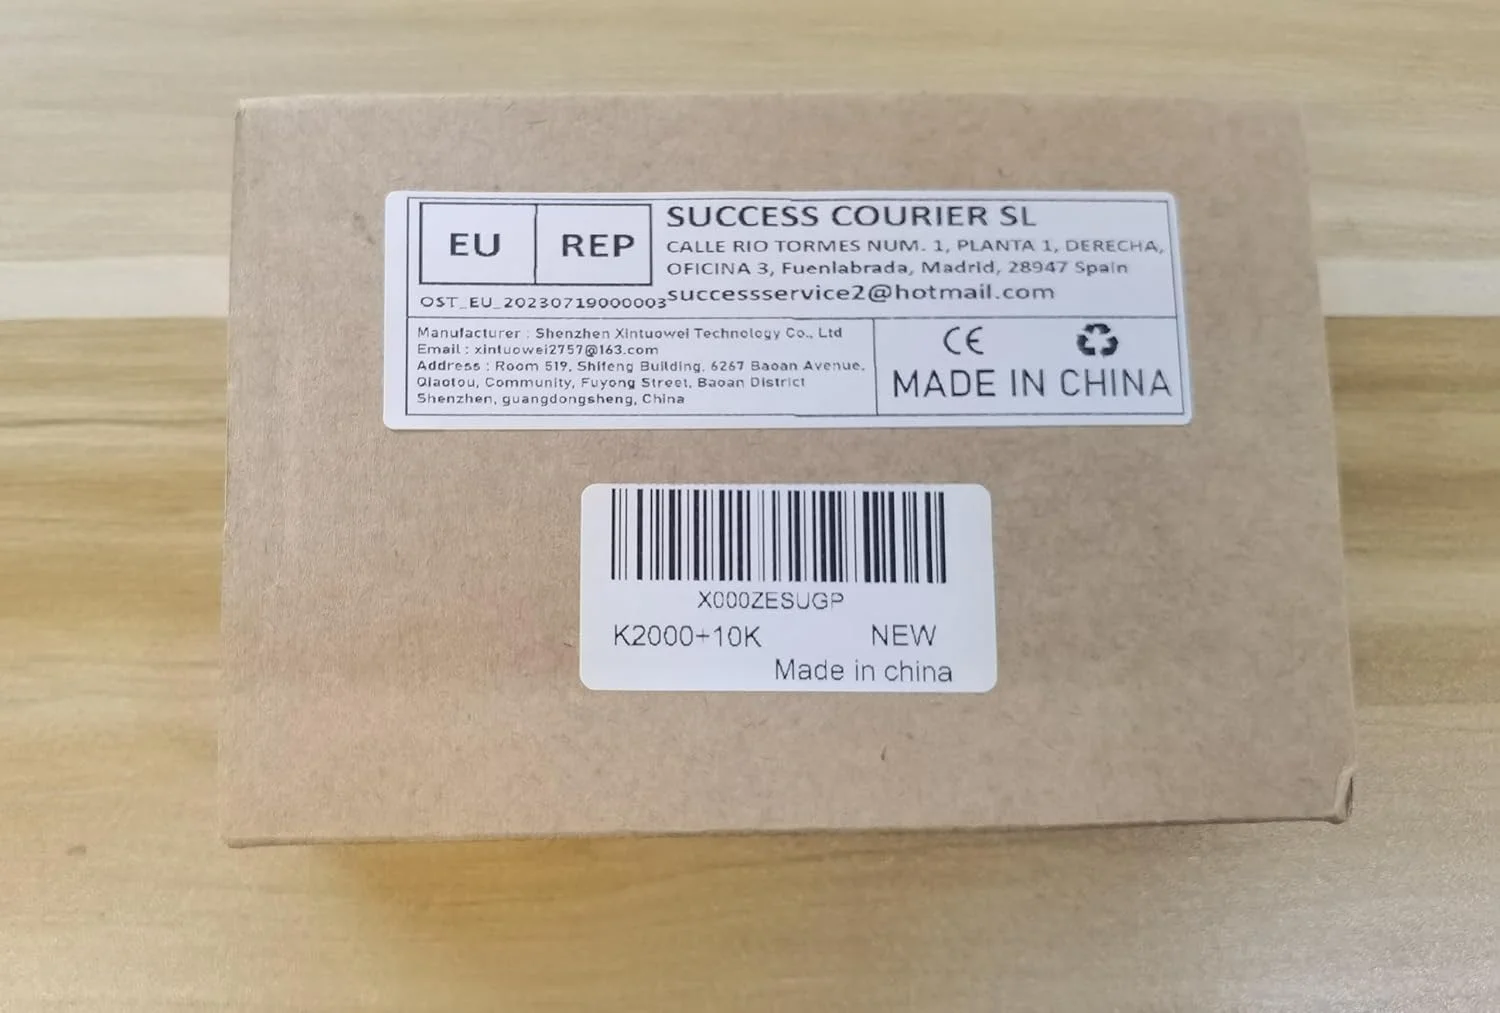 EU REP
SUCCESS COURIER SL
CALLE RIO TORMES NUM. 1, PLANTA 1, DERECHA,
OFICINA 3, Fuenlabrada, Madrid, 28947 Spain
OST_EU_20230719000003
successservice2@hotmail.com
Manufacturer : Shenzhen Xintuowei Technology Co., Ltd
Email : xintuowei2757@163.com
Address : Room 519, Shifeng Building, 6267 Baoan Avenue,
Qiaotou, Community, Fuyong Street, Baoan District
Shenzhen, guangdongsheng, China
CE
MADE IN CHINA
X000ZESUGP
K2000+10K NEW
Made in china